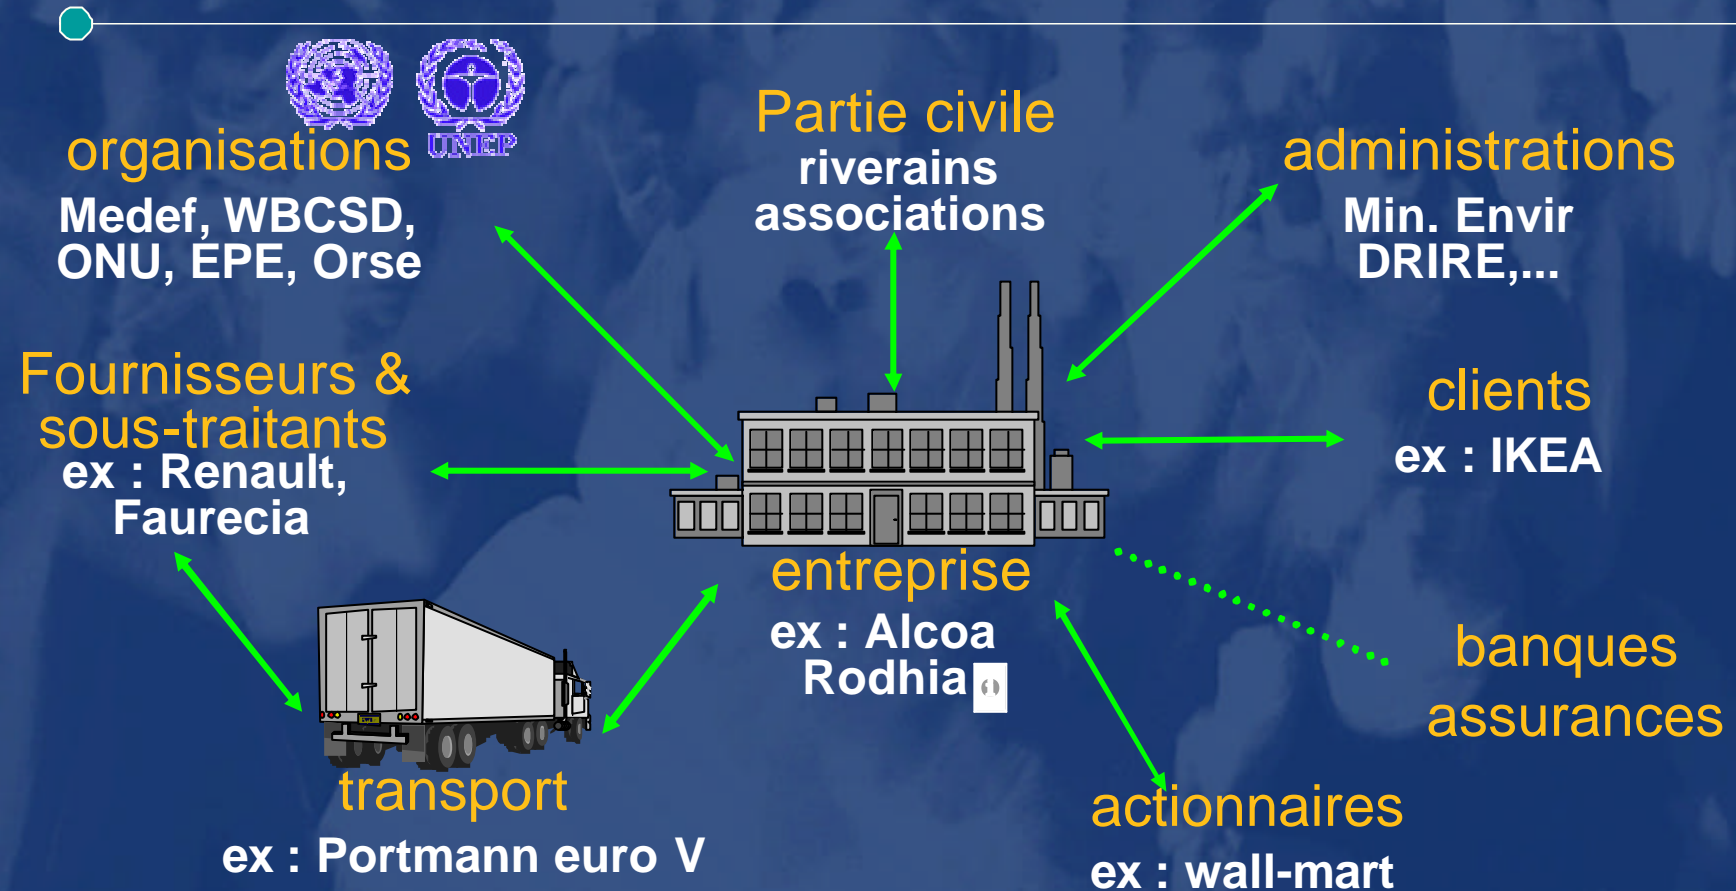 UNEP
organisations
Medef, WBCSD,
ONU, EPE, Orse
Partie civile
riverains
associations
administrations
Min. Envir
DRIRE,...
Fournisseurs &
sous-traitants
ex : Renault,
Faurecia
clients
ex : IKEA
entreprise
ex : Alcoa
Rodhia
banques
assurances
transport
ex : Portmann euro V
actionnaires
ex : wall-mart